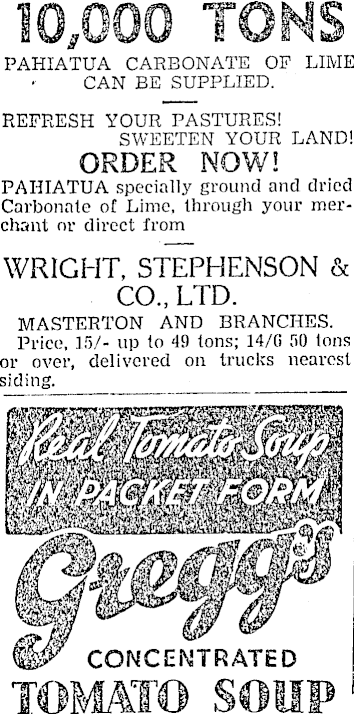 10,000 TONS
PAHIATUA CARBONATE OF LIME
CAN BE SUPPLIED.
REFRESH YOUR PASTURES!
SWEETEN YOUR LAND!
ORDER NOW!
PAHIATUA specially ground and dried
Carbonate of Lime, through your mer-
chant or direct from
WRIGHT, STEPHENSON &
CO., LTD.
MASTERTON AND BRANCHES.
Price, 15/- up to 49 tons; 14/6 50 tons
or over, delivered on trucks nearest
siding.
Real Tomato Soup
IN PACKET FORM
Gregg's
CONCENTRATED
TOMATO SOUP